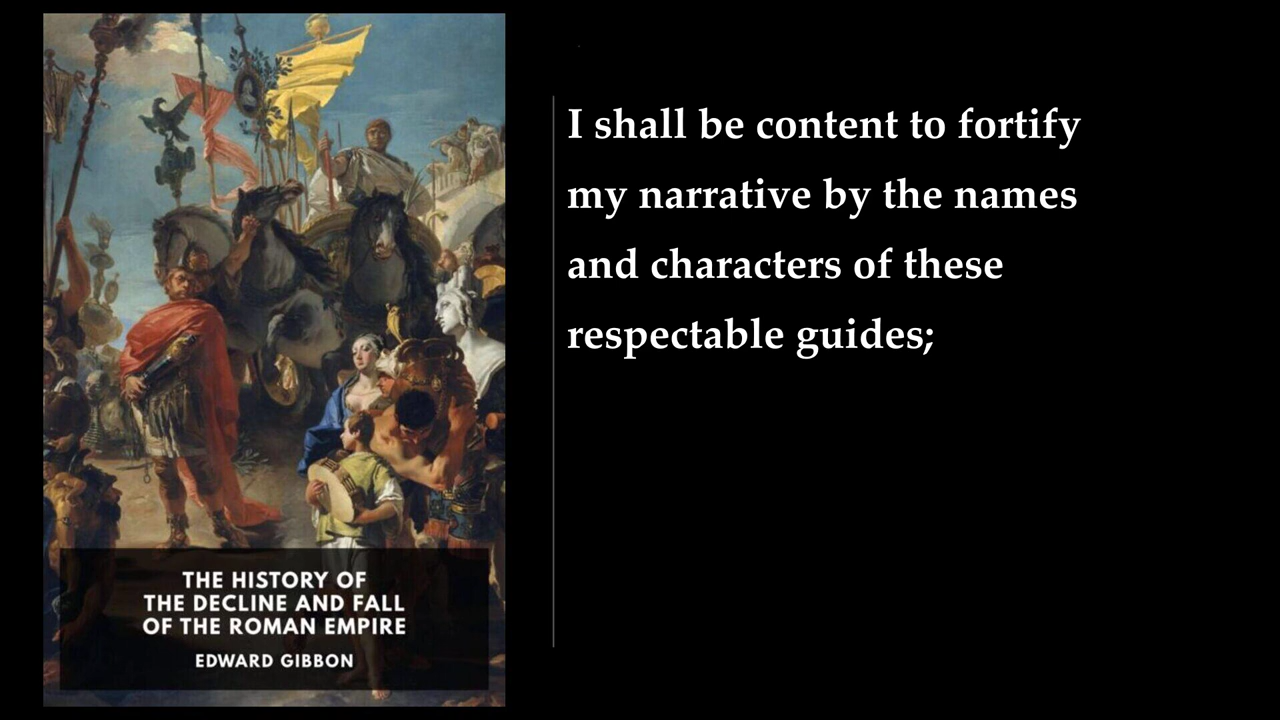 THE HISTORY OF
THE DECLINE AND FALL
OF THE ROMAN EMPIRE
EDWARD GIBBON
I shall be content to fortify
my narrative by the names
and characters of these
respectable guides;